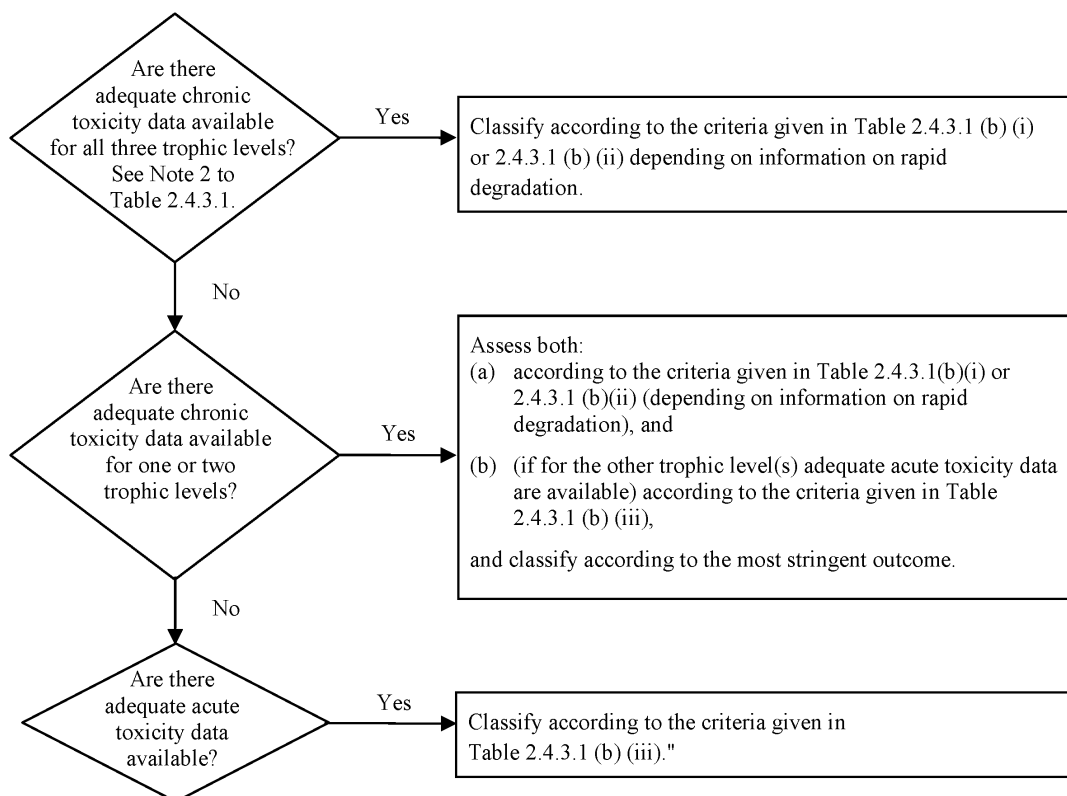 Are there
adequate chronic
toxicity data available
for all three trophic levels?
See Note 2 to
Table 2.4.3.1.
Yes
Classify according to the criteria given in Table 2.4.3.1 (b) (i)
or 2.4.3.1 (b) (ii) depending on information on rapid
degradation.
No
Are there
adequate chronic
toxicity data available
for one or two
trophic levels?
Yes
Assess both:
(a) according to the criteria given in Table 2.4.3.1(b)(i) or
2.4.3.1 (b)(ii) (depending on information on rapid
degradation), and
(b) (if for the other trophic level(s) adequate acute toxicity data
are available) according to the criteria given in Table
2.4.3.1 (b) (iii),
and classify according to the most stringent outcome.
No
Are there
adequate acute
toxicity data
available?
Yes
Classify according to the criteria given in
Table 2.4.3.1 (b) (iii)."